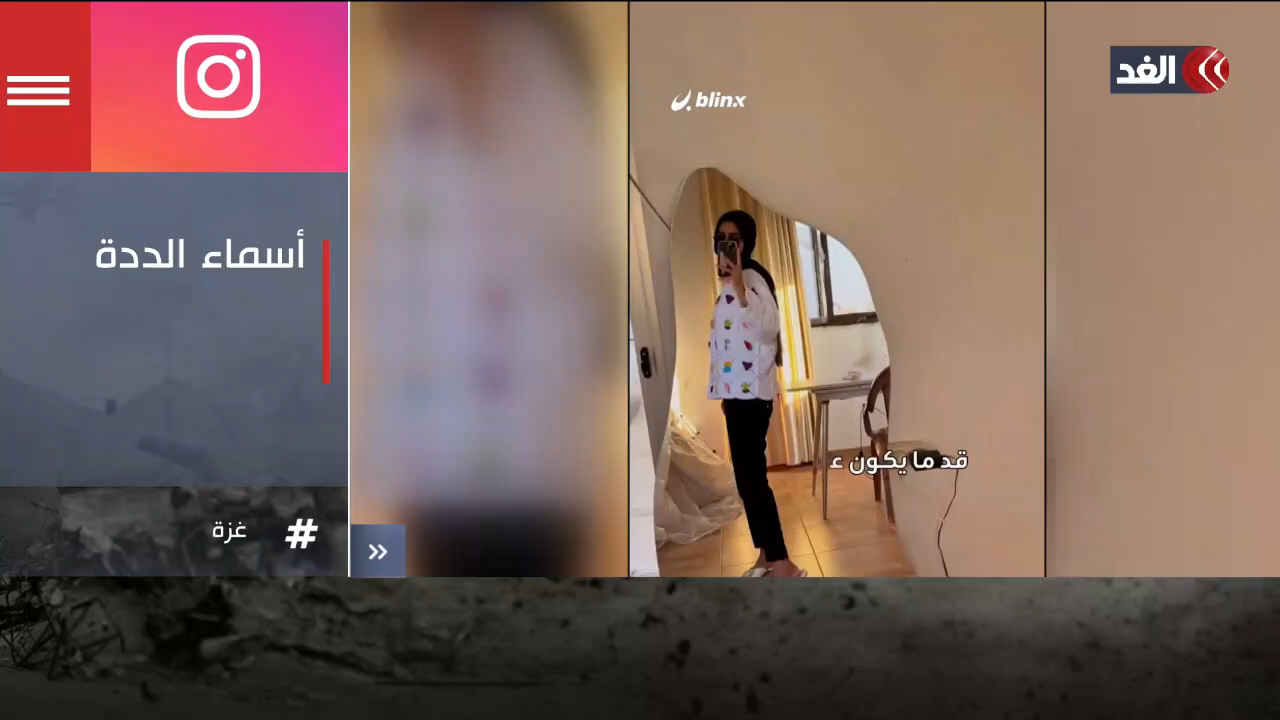 الغد
blinx
أسماء الددة
قد ما يكون ء
# غزة